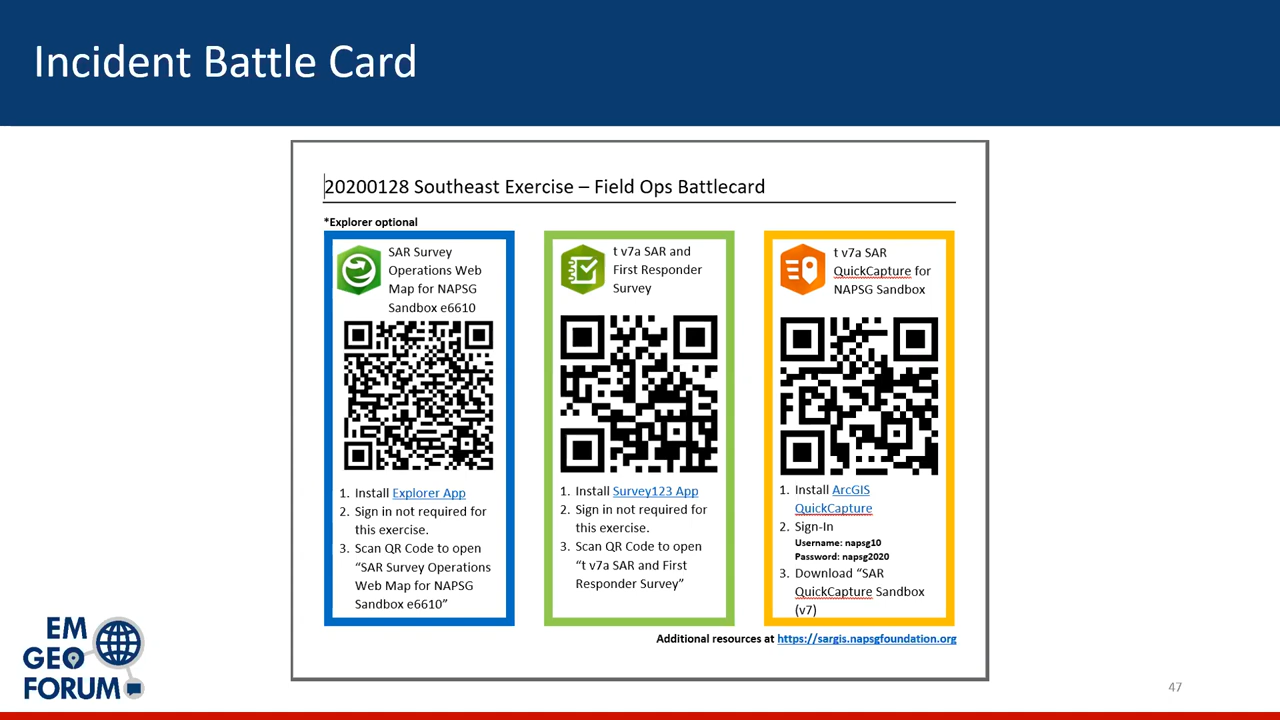 Incident Battle Card
20200128 Southeast Exercise – Field Ops Battlecard
*Explorer optional
SAR Survey
Operations Web
Map for NAPSG
Sandbox e6610
1. Install Explorer App
2. Sign in not required for
this exercise.
3. Scan QR Code to open
“SAR Survey Operations
Web Map for NAPSG
Sandbox e6610”
t v7a SAR and
First Responder
Survey
1. Install Survey123 App
2. Sign in not required for
this exercise.
3. Scan QR Code to open
“t v7a SAR and First
Responder Survey”
t v7a SAR
QuickCapture for
NAPSG Sandbox
1. Install ArcGIS
QuickCapture
2. Sign-In
Username: napsg10
Password: napsg2020
3. Download “SAR
QuickCapture Sandbox
(v7)
Additional resources at https://sargis.napsgfoundation.org
EM
GEO
FORUM
47